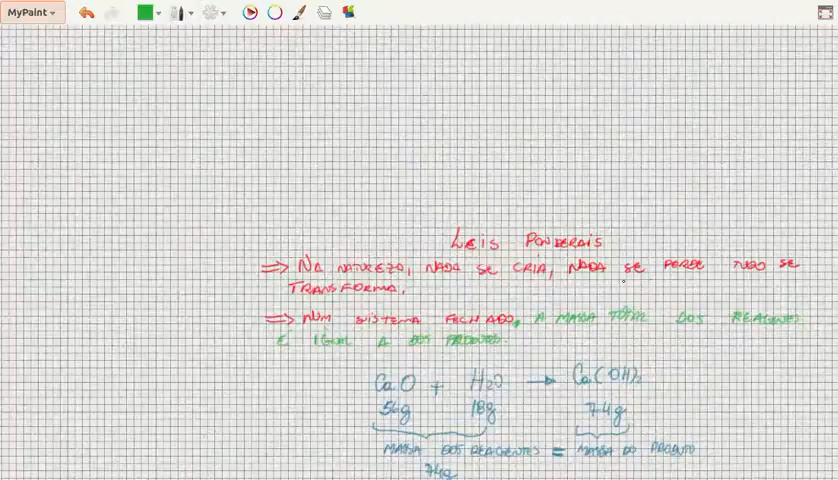 MyPaint
Leis Ponderais
⇒ Na natureza, nada se cria, nada se perde tudo se
transforma.
⇒ Num sistema fechado, a massa total dos reagentes
é igual a dos produtos.
CaO + H2O → Ca(OH)2
56g 18g 74g
massa dos reagentes = massa do produto
74g